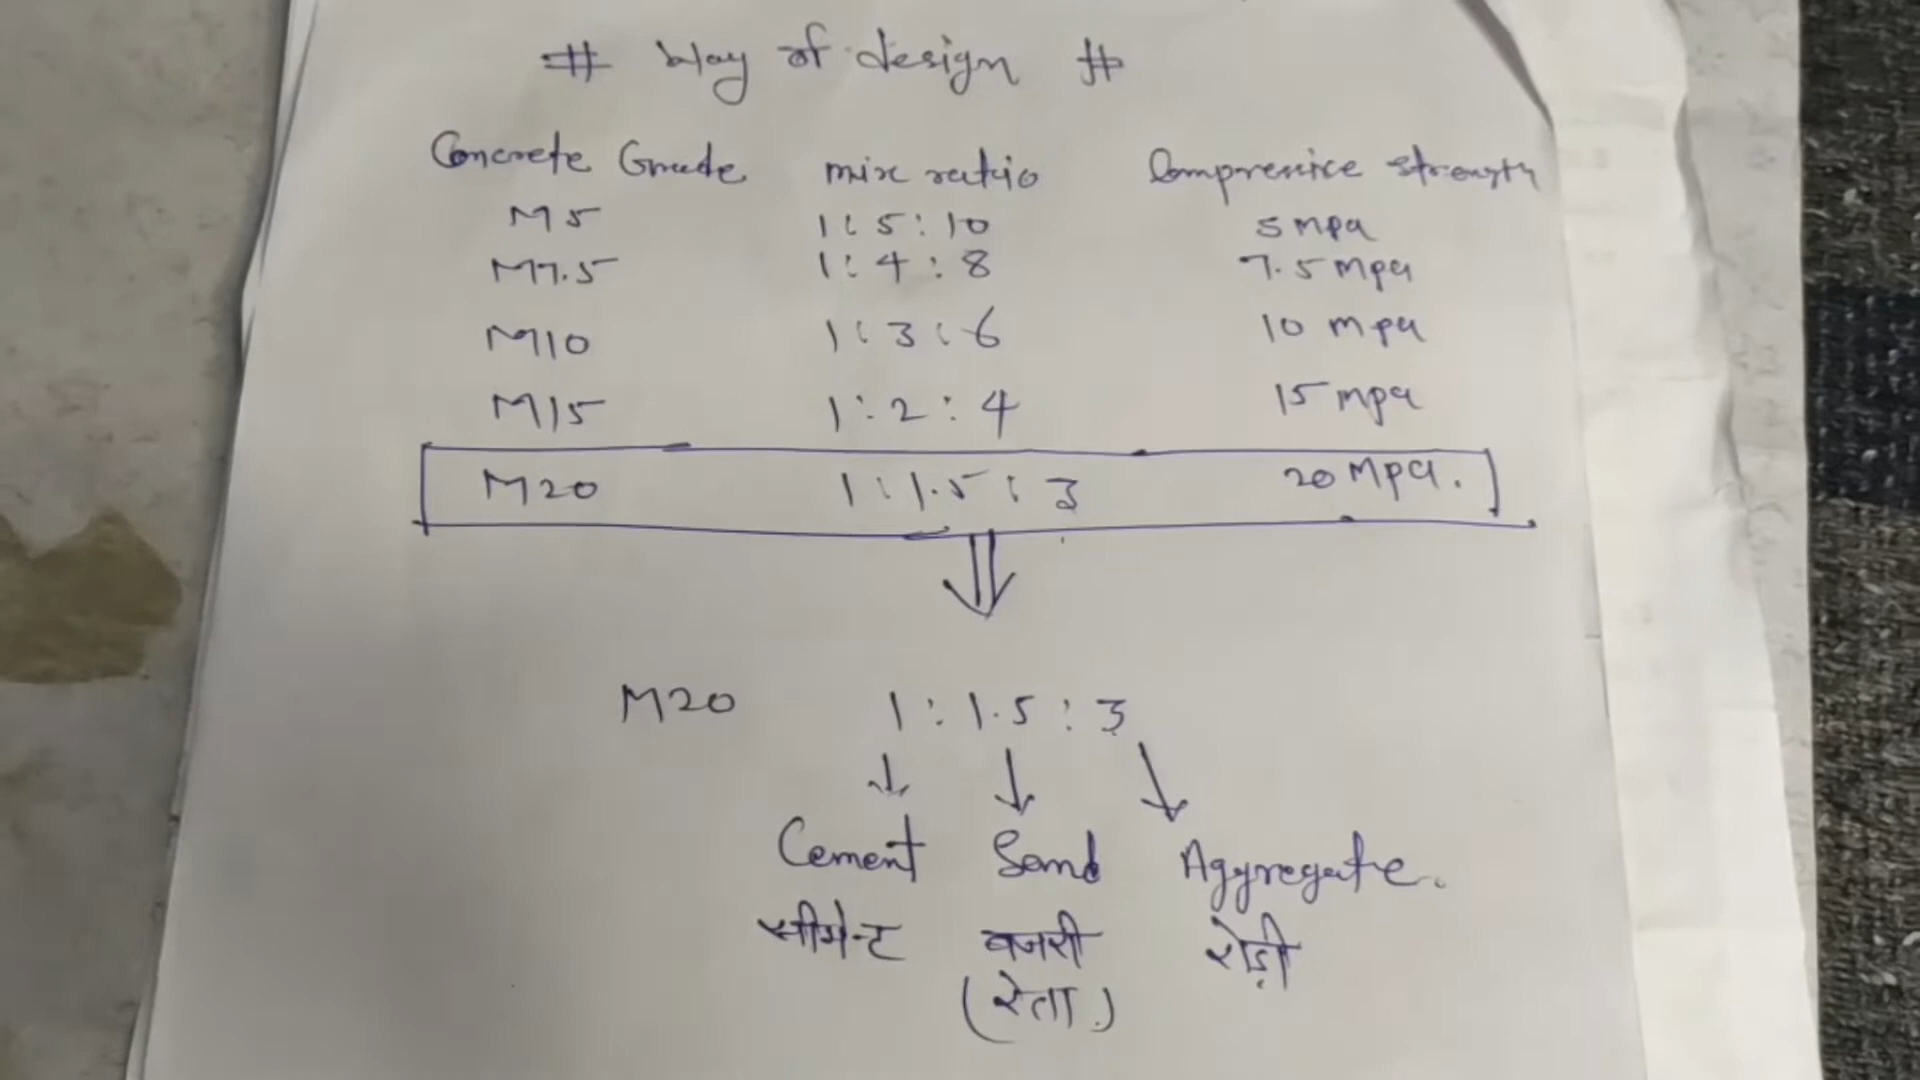 # Way of design #
Concrete Grade mix ratio Compressive strength
M5 1:5:10 5 mpa
M7.5 1:4:8 7.5 mpa
M10 1:3:6 10 mpa
M15 1:2:4 15 mpa
M20 1:1.5:3 20 Mpa.
M20 1:1.5:3
Cement Sand Aggregate.
सीमेन्ट बजरी रोड़ी
(रेता.)